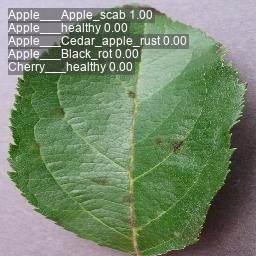 Apple___Apple_scab 1.00
Apple___healthy 0.00
Apple___Cedar_apple_rust 0.00
Apple___Black_rot 0.00
Cherry___healthy 0.00